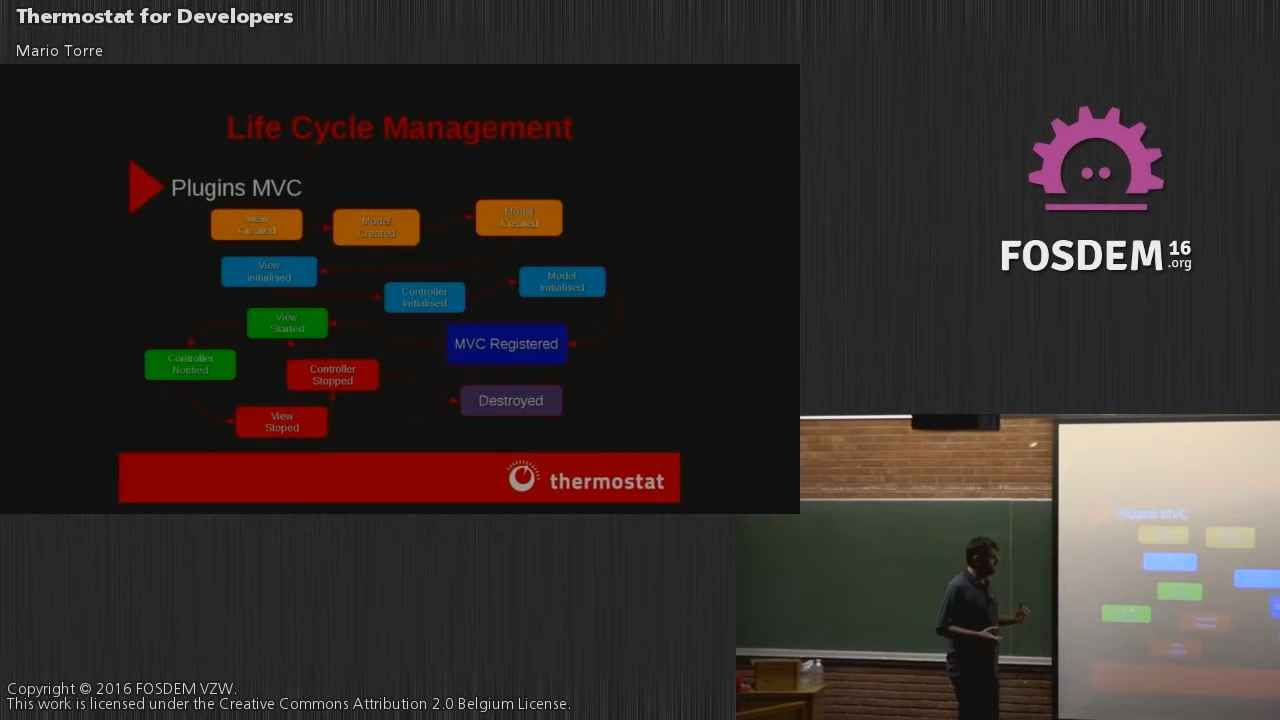 Thermostat for Developers
Mario Torre
Life Cycle Management
Plugins MVC
View
Created
Model
Created
Model
Created
View
Initialised
Controller
Initialised
Model
Initialised
View
Started
MVC Registered
Controller
Notified
Controller
Stopped
Destroyed
View
Stoped
thermostat
FOSDEM 16
.org
Plugins MVC
Copyright © 2016 FOSDEM VZW.
This work is licensed under the Creative Commons Attribution 2.0 Belgium License.